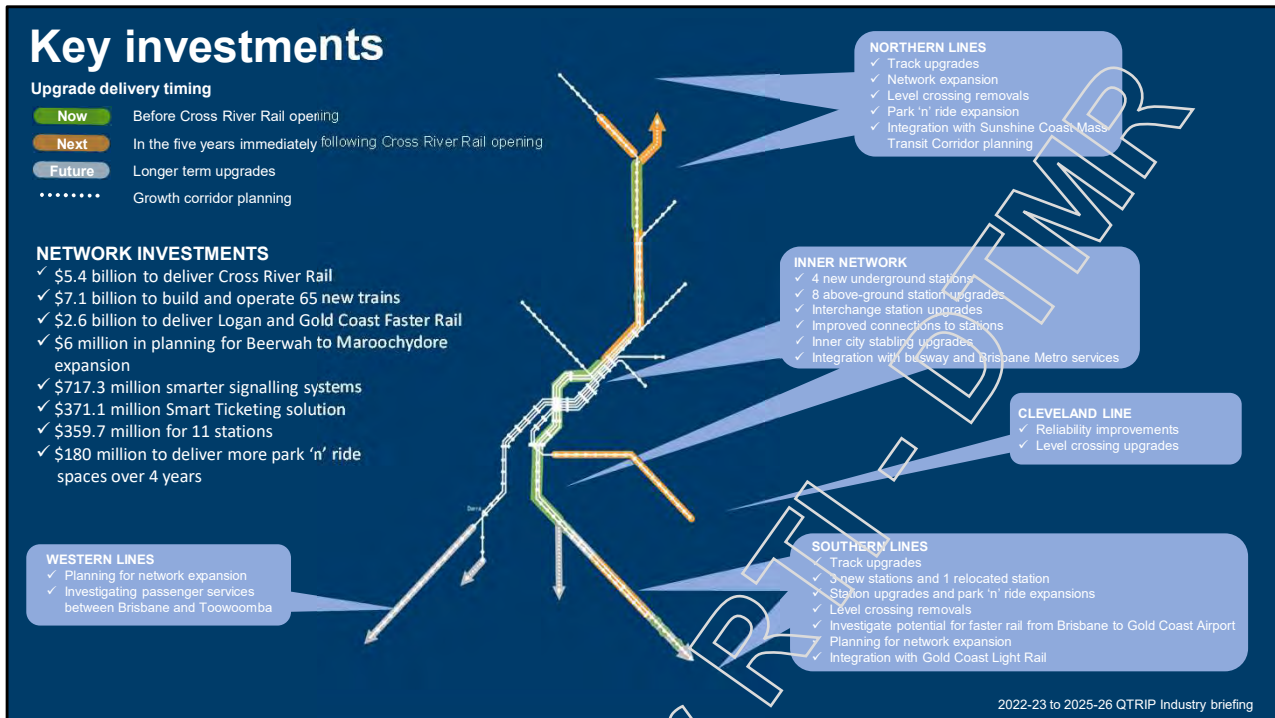 Key investments
Upgrade delivery timing
Now Before Cross River Rail opening
Next In the five years immediately following Cross River Rail opening
Future Longer term upgrades
Growth corridor planning
NETWORK INVESTMENTS
✓ $5.4 billion to deliver Cross River Rail
✓ $7.1 billion to build and operate 65 new trains
✓ $2.6 billion to deliver Logan and Gold Coast Faster Rail
✓ $6 million in planning for Beerwah to Maroochydore
expansion
✓ $717.3 million smarter signalling systems
✓ $371.1 million Smart Ticketing solution
✓ $359.7 million for 11 stations
✓ $180 million to deliver more park ‘n’ ride
spaces over 4 years
NORTHERN LINES
✓ Track upgrades
✓ Network expansion
✓ Level crossing removals
✓ Park ‘n’ ride expansion
✓ Integration with Sunshine Coast Mass
Transit Corridor planning
INNER NETWORK
✓ 4 new underground stations
✓ 8 above-ground station upgrades
✓ Interchange station upgrades
✓ Improved connections to stations
✓ Inner city stabling upgrades
✓ Integration with busway and Brisbane Metro services
CLEVELAND LINE
✓ Reliability improvements
✓ Level crossing upgrades
WESTERN LINES
✓ Planning for network expansion
✓ Investigating passenger services
between Brisbane and Toowoomba
SOUTHERN LINES
✓ Track upgrades
✓ 3 new stations and 1 relocated station
✓ Station upgrades and park ‘n’ ride expansions
✓ Level crossing removals
✓ Investigate potential for faster rail from Brisbane to Gold Coast Airport
✓ Planning for network expansion
✓ Integration with Gold Coast Light Rail
2022-23 to 2025-26 QTRIP Industry briefing
RTI - DTMR